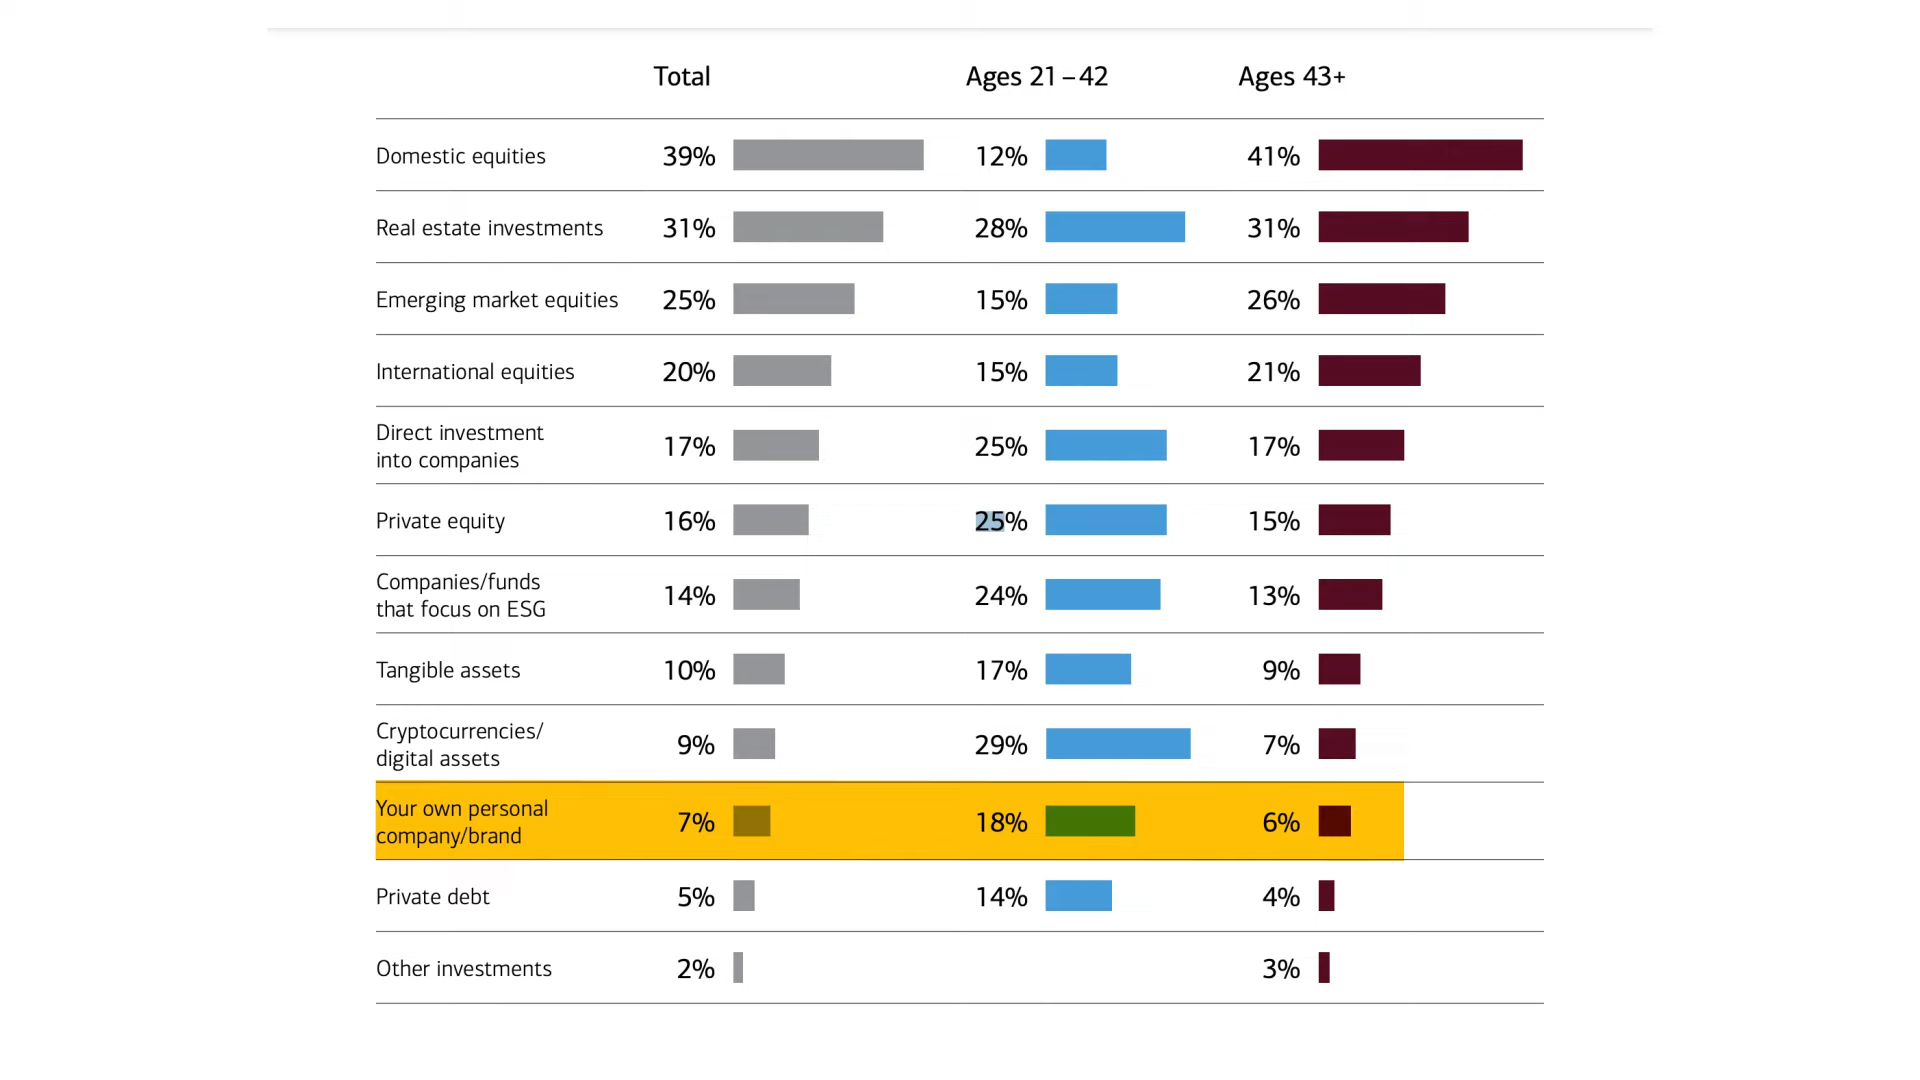 Total Ages 21 – 42 Ages 43+
Domestic equities 39% 12% 41%
Real estate investments 31% 28% 31%
Emerging market equities 25% 15% 26%
International equities 20% 15% 21%
Direct investment
into companies 17% 25% 17%
Private equity 16% 25% 15%
Companies/funds
that focus on ESG 14% 24% 13%
Tangible assets 10% 17% 9%
Cryptocurrencies/
digital assets 9% 29% 7%
Your own personal
company/brand 7% 18% 6%
Private debt 5% 14% 4%
Other investments 2% 3%